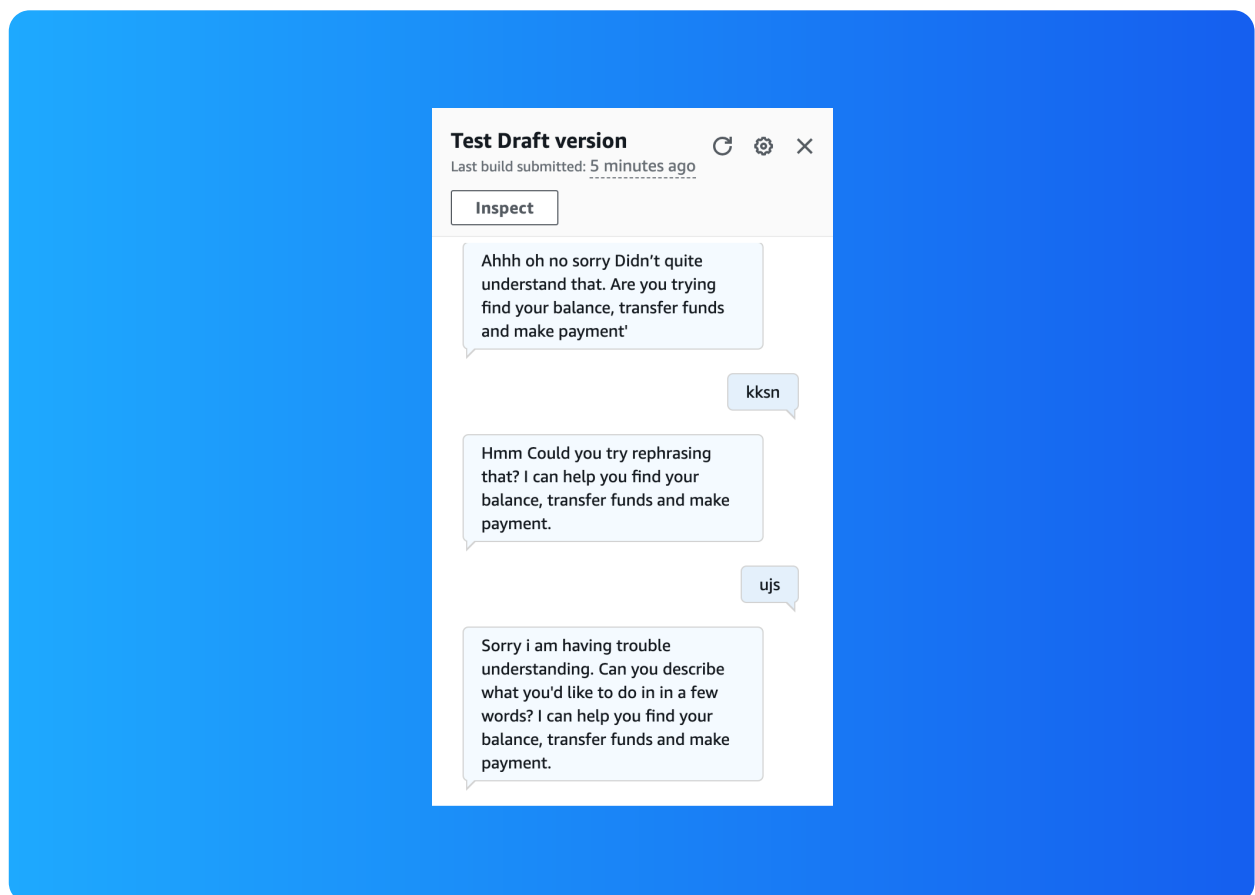 Test Draft version
Last build submitted: 5 minutes ago
Inspect
Ahhh oh no sorry Didn’t quite
understand that. Are you trying
find your balance, transfer funds
and make payment'
kksn
Hmm Could you try rephrasing
that? I can help you find your
balance, transfer funds and make
payment.
ujs
Sorry i am having trouble
understanding. Can you describe
what you'd like to do in in a few
words? I can help you find your
balance, transfer funds and make
payment.